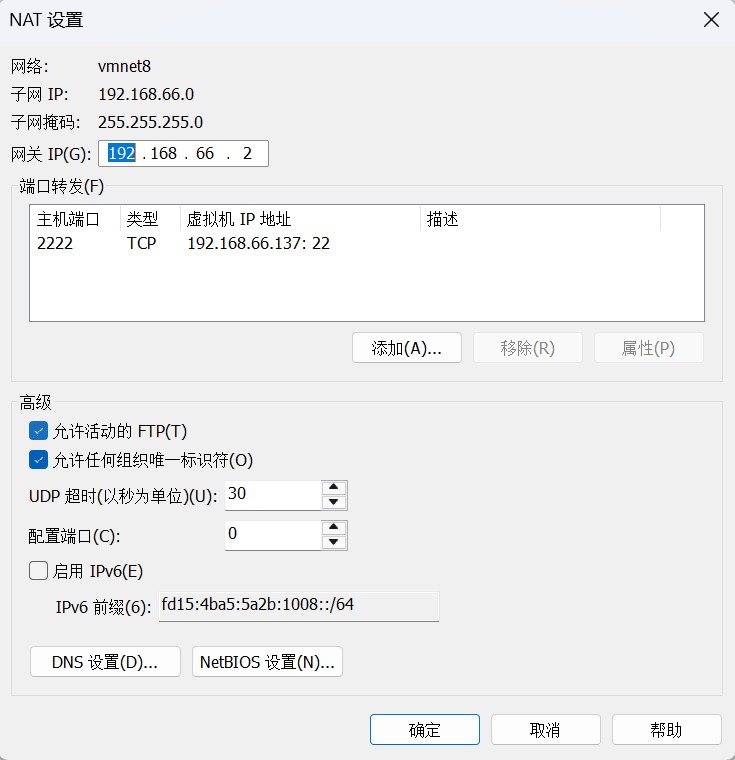 NAT 设置
网络: vmnet8
子网 IP: 192.168.66.0
子网掩码: 255.255.255.0
网关 IP(G): 192 . 168 . 66 . 2
端口转发(F)
主机端口 类型 虚拟机 IP 地址 描述
2222 TCP 192.168.66.137: 22
添加(A)... 移除(R) 属性(P)
高级
允许活动的 FTP(T)
允许任何组织唯一标识符(O)
UDP 超时(以秒为单位)(U): 30
配置端口(C): 0
启用 IPv6(E)
IPv6 前缀(6): fd15:4ba5:5a2b:1008::/64
DNS 设置(D)... NetBIOS 设置(N)...
确定 取消 帮助